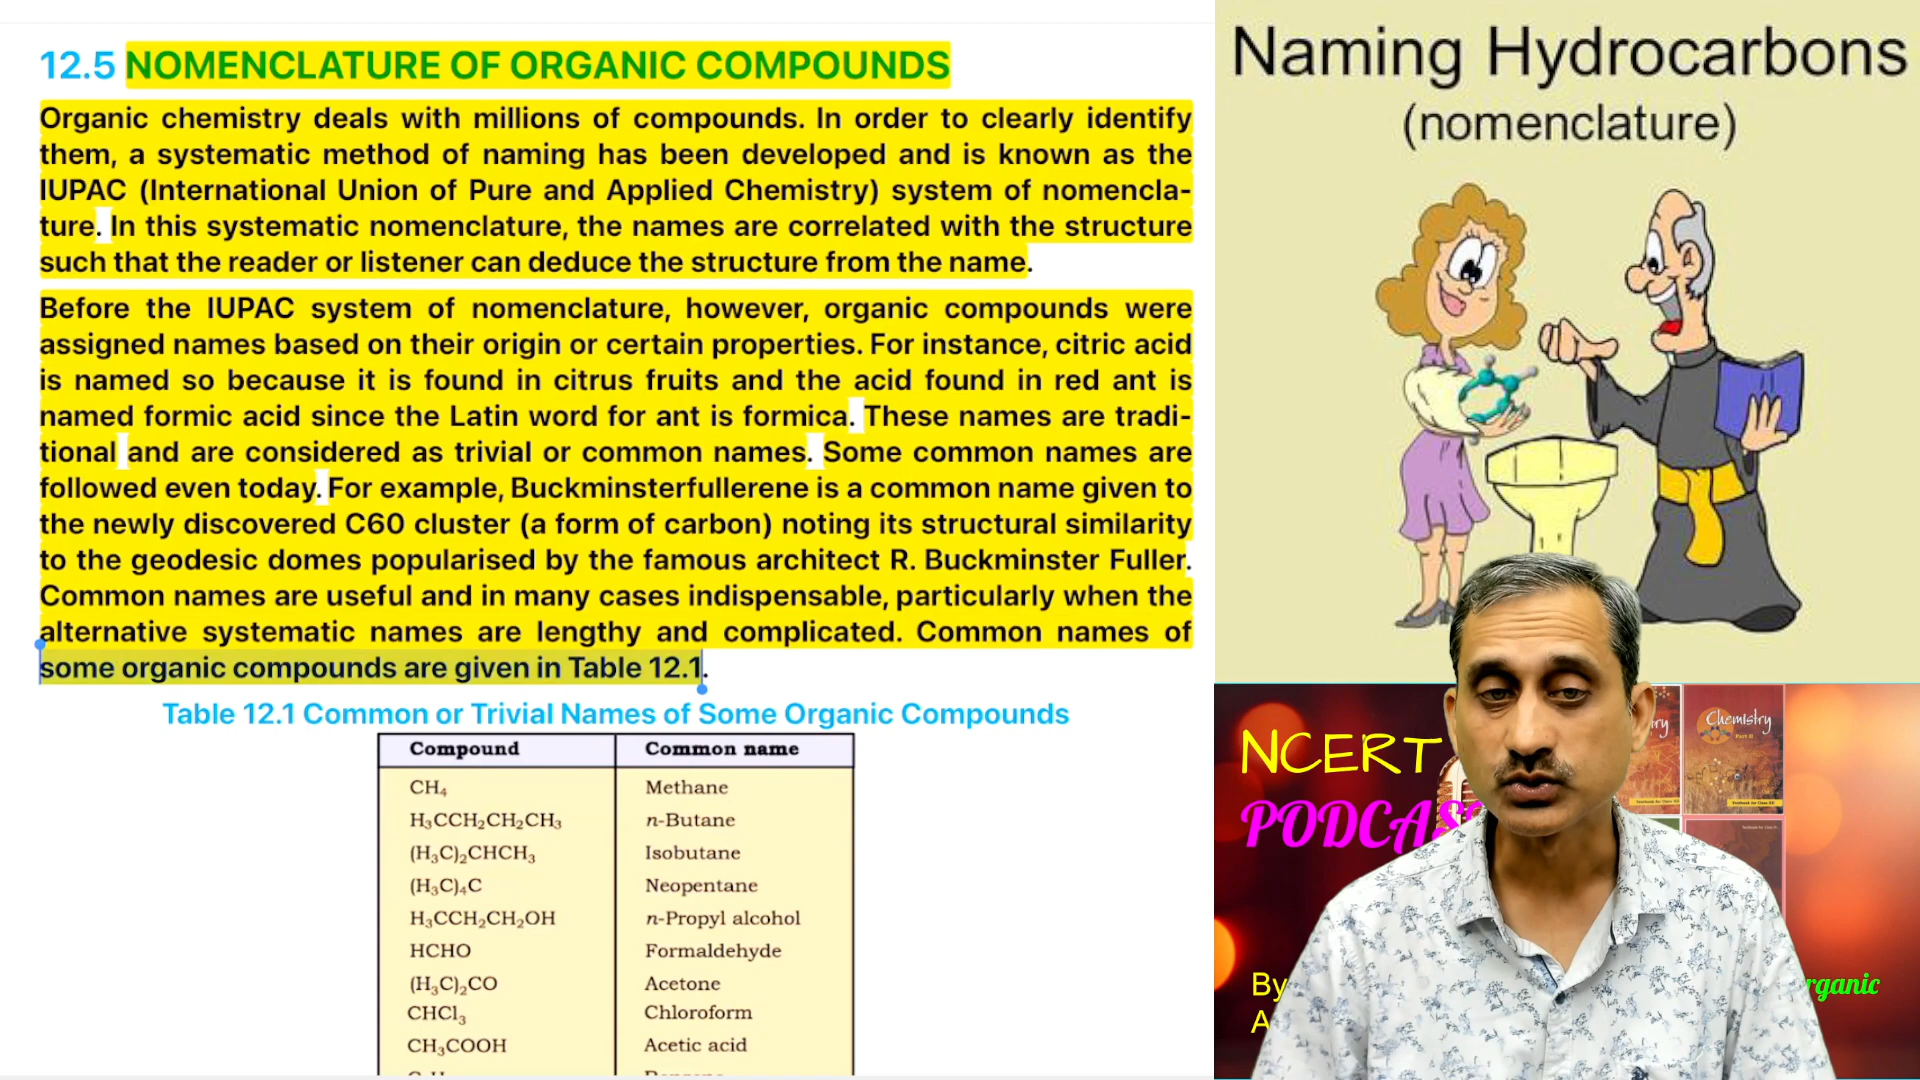 12.5 NOMENCLATURE OF ORGANIC COMPOUNDS
Organic chemistry deals with millions of compounds. In order to clearly identify
them, a systematic method of naming has been developed and is known as the
IUPAC (International Union of Pure and Applied Chemistry) system of nomencla-
ture. In this systematic nomenclature, the names are correlated with the structure
such that the reader or listener can deduce the structure from the name.
Before the IUPAC system of nomenclature, however, organic compounds were
assigned names based on their origin or certain properties. For instance, citric acid
is named so because it is found in citrus fruits and the acid found in red ant is
named formic acid since the Latin word for ant is formica. These names are tradi-
tional and are considered as trivial or common names. Some common names are
followed even today. For example, Buckminsterfullerene is a common name given to
the newly discovered C60 cluster (a form of carbon) noting its structural similarity
to the geodesic domes popularised by the famous architect R. Buckminster Fuller.
Common names are useful and in many cases indispensable, particularly when the
alternative systematic names are lengthy and complicated. Common names of
some organic compounds are given in Table 12.1.
Table 12.1 Common or Trivial Names of Some Organic Compounds
Compound Common name
CH₄ Methane
H₃CCH₂CH₂CH₃ n-Butane
(H₃C)₂CHCH₃ Isobutane
(H₃C)₄C Neopentane
H₃CCH₂CH₂OH n-Propyl alcohol
HCHO Formaldehyde
(H₃C)₂CO Acetone
CHCl₃ Chloroform
CH₃COOH Acetic acid
Naming Hydrocarbons
(nomenclature)
NCERT
PODCAS
Chemistry
Part II
By
A
rganic